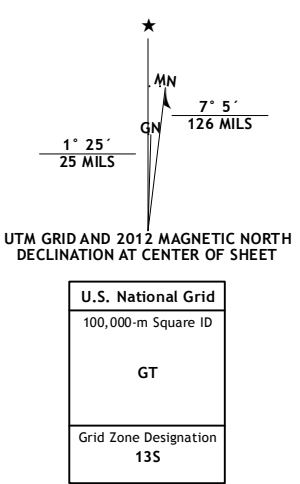 ★
MN
7° 5´
126 MILS
GN
1° 25´
25 MILS
UTM GRID AND 2012 MAGNETIC NORTH
DECLINATION AT CENTER OF SHEET
U.S. National Grid
100,000-m Square ID
GT
Grid Zone Designation
13S